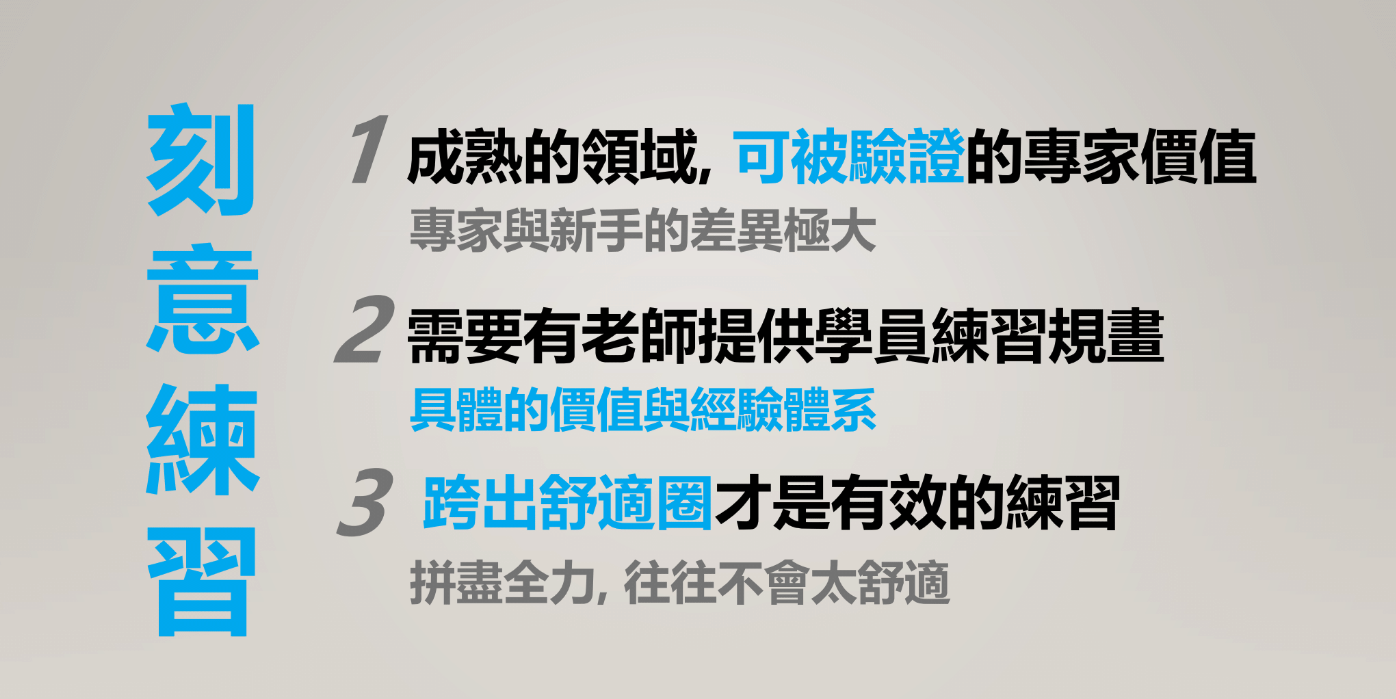 刻意練習
1 成熟的領域, 可被驗證的專家價值
專家與新手的差異極大
2 需要有老師提供學員練習規畫
具體的價值與經驗體系
3 跨出舒適圈才是有效的練習
拼盡全力, 往往不會太舒適